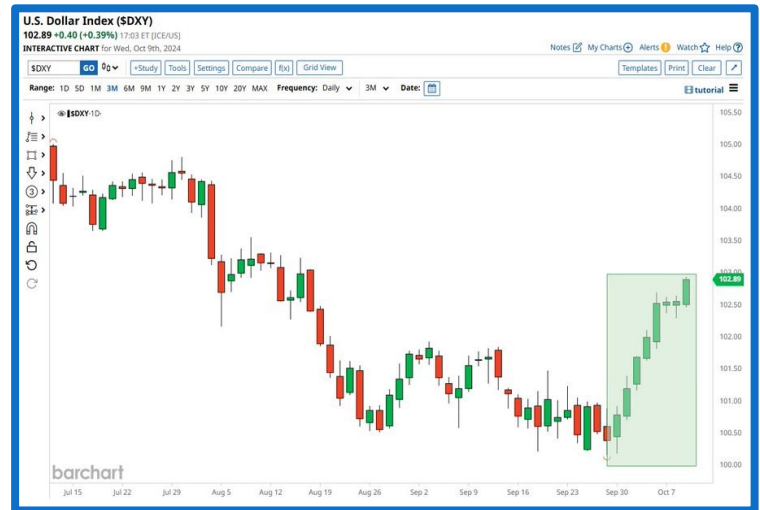 U.S. Dollar Index ($DXY)
102.89 +0.40 (+0.39%) 17:03 ET [ICE/US]
INTERACTIVE CHART for Wed, Oct 9th, 2024
Notes My Charts Alerts Watch Help
$DXY GO +Study Tools Settings Compare f(x) Grid View Templates Print Clear
Range: 1D 5D 1M 3M 6M 9M 1Y 2Y 3Y 5Y 10Y 20Y MAX Frequency: Daily 3M Date: tutorial
$DXY·1D·
3
105.50
105.00
104.50
104.00
103.50
103.00
102.89
102.50
102.00
101.50
101.00
100.50
100.00
barchart
Jul 15 Jul 22 Jul 29 Aug 5 Aug 12 Aug 19 Aug 26 Sep 2 Sep 9 Sep 16 Sep 23 Sep 30 Oct 7